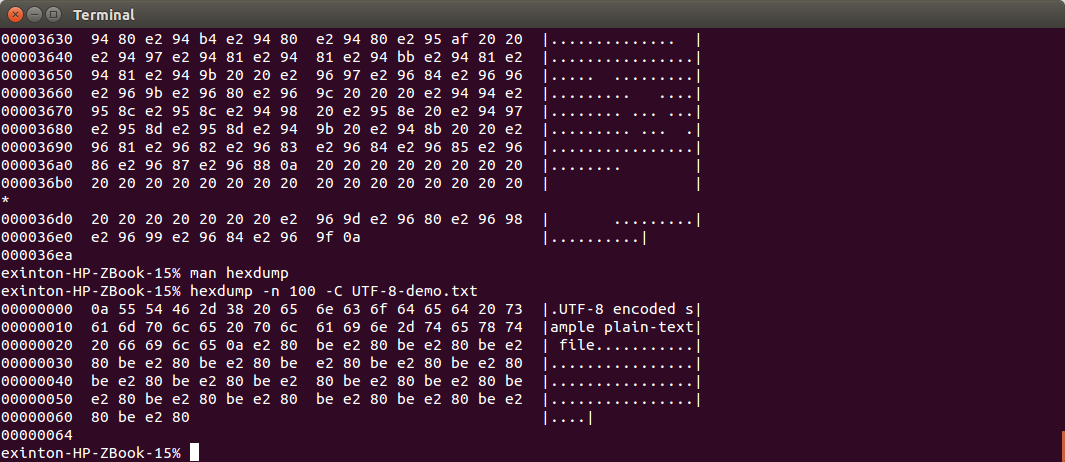 Terminal
00003630  94 80 e2 94 b4 e2 94 80  e2 94 80 e2 95 af 20 20  |..............  |
00003640  e2 94 97 e2 94 81 e2 94  81 e2 94 bb e2 94 81 e2  |................|
00003650  94 81 e2 94 9b 20 20 e2  96 97 e2 96 84 e2 96 96  |.....  .........|
00003660  e2 96 9b e2 96 80 e2 96  9c 20 20 20 e2 94 94 e2  |.........   ....|
00003670  95 8c e2 95 8c e2 94 98  20 e2 95 8e 20 e2 94 97  |........ ... ...|
00003680  e2 95 8d e2 95 8d e2 94  9b 20 e2 94 8b 20 20 e2  |......... ...  .|
00003690  96 81 e2 96 82 e2 96 83  e2 96 84 e2 96 85 e2 96  |................|
000036a0  86 e2 96 87 e2 96 88 0a  20 20 20 20 20 20 20 20  |........        |
000036b0  20 20 20 20 20 20 20 20  20 20 20 20 20 20 20 20  |                |
*
000036d0  20 20 20 20 20 20 20 e2  96 9d e2 96 80 e2 96 98  |       .........|
000036e0  e2 96 99 e2 96 84 e2 96  9f 0a                    |..........|
000036ea
exinton-HP-ZBook-15% man hexdump
exinton-HP-ZBook-15% hexdump -n 100 -C UTF-8-demo.txt
00000000  0a 55 54 46 2d 38 20 65  6e 63 6f 64 65 64 20 73  |.UTF-8 encoded s|
00000010  61 6d 70 6c 65 20 70 6c  61 69 6e 2d 74 65 78 74  |ample plain-text|
00000020  20 66 69 6c 65 0a e2 80  be e2 80 be e2 80 be e2  | file...........|
00000030  80 be e2 80 be e2 80 be  e2 80 be e2 80 be e2 80  |................|
00000040  be e2 80 be e2 80 be e2  80 be e2 80 be e2 80 be  |................|
00000050  e2 80 be e2 80 be e2 80  be e2 80 be e2 80 be e2  |................|
00000060  80 be e2 80                                       |....|
00000064
exinton-HP-ZBook-15%